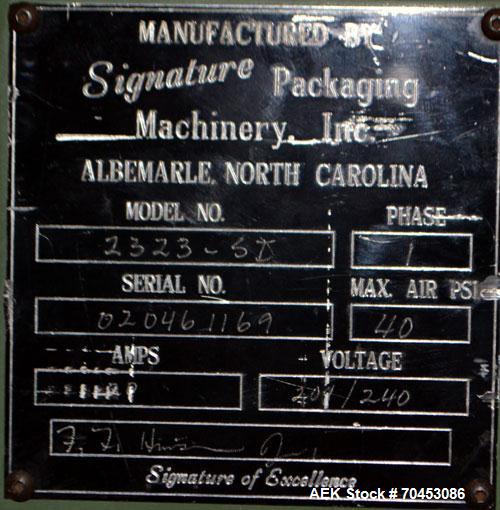 MANUFACTURED BY
Signature Packaging
Machinery, Inc.
ALBEMARLE, NORTH CAROLINA
MODEL NO. PHASE
2323-SD 1
SERIAL NO. MAX. AIR PSI
020461169 40
AMPS VOLTAGE
/240
F. F.
Signature of Excellence
AEK Stock # 70453086